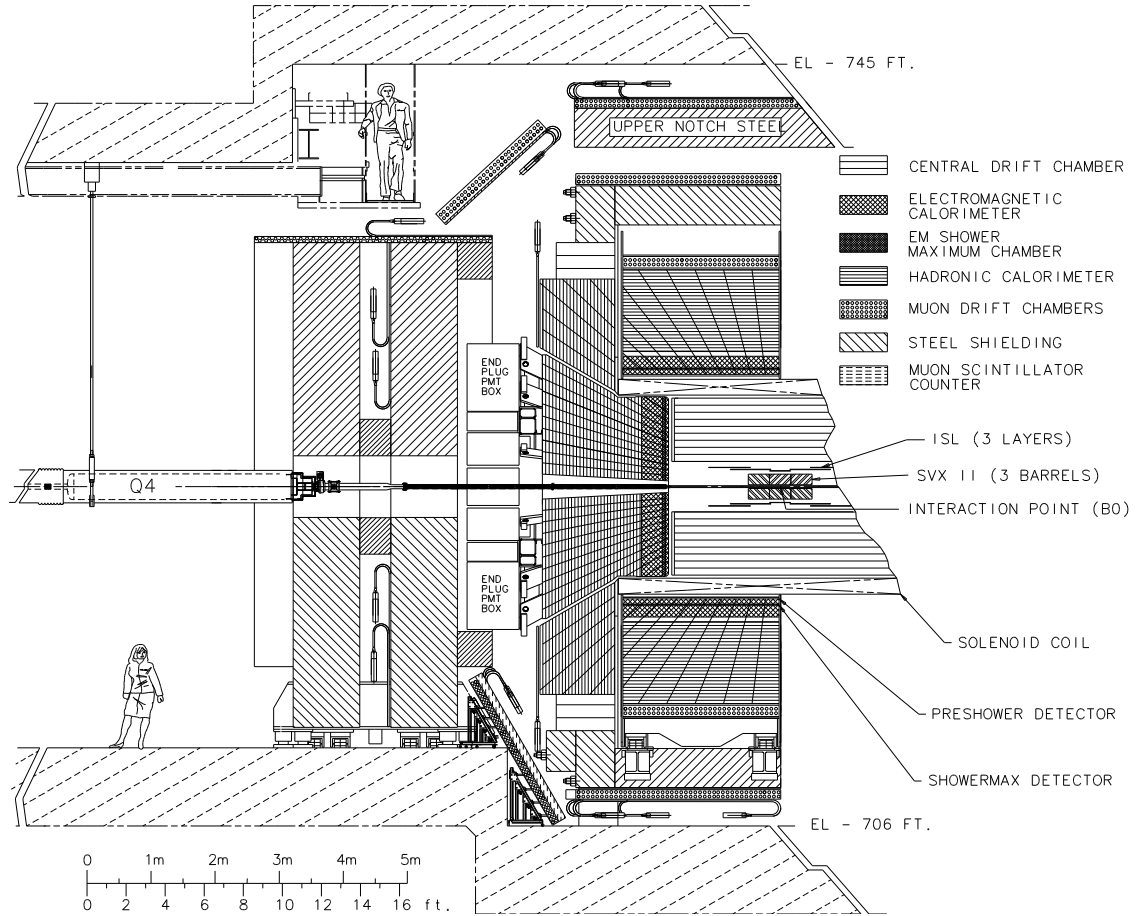 EL - 745 FT.
UPPER NOTCH STEEL
CENTRAL DRIFT CHAMBER
ELECTROMAGNETIC
CALORIMETER
EM SHOWER
MAXIMUM CHAMBER
HADRONIC CALORIMETER
MUON DRIFT CHAMBERS
STEEL SHIELDING
MUON SCINTILLATOR
COUNTER
END
PLUG
PMT
BOX
ISL (3 LAYERS)
SVX II (3 BARRELS)
Q4
INTERACTION POINT (B0)
END
PLUG
PMT
BOX
SOLENOID COIL
PRESHOWER DETECTOR
SHOWERMAX DETECTOR
EL - 706 FT.
0 1m 2m 3m 4m 5m
0 2 4 6 8 10 12 14 16 ft.